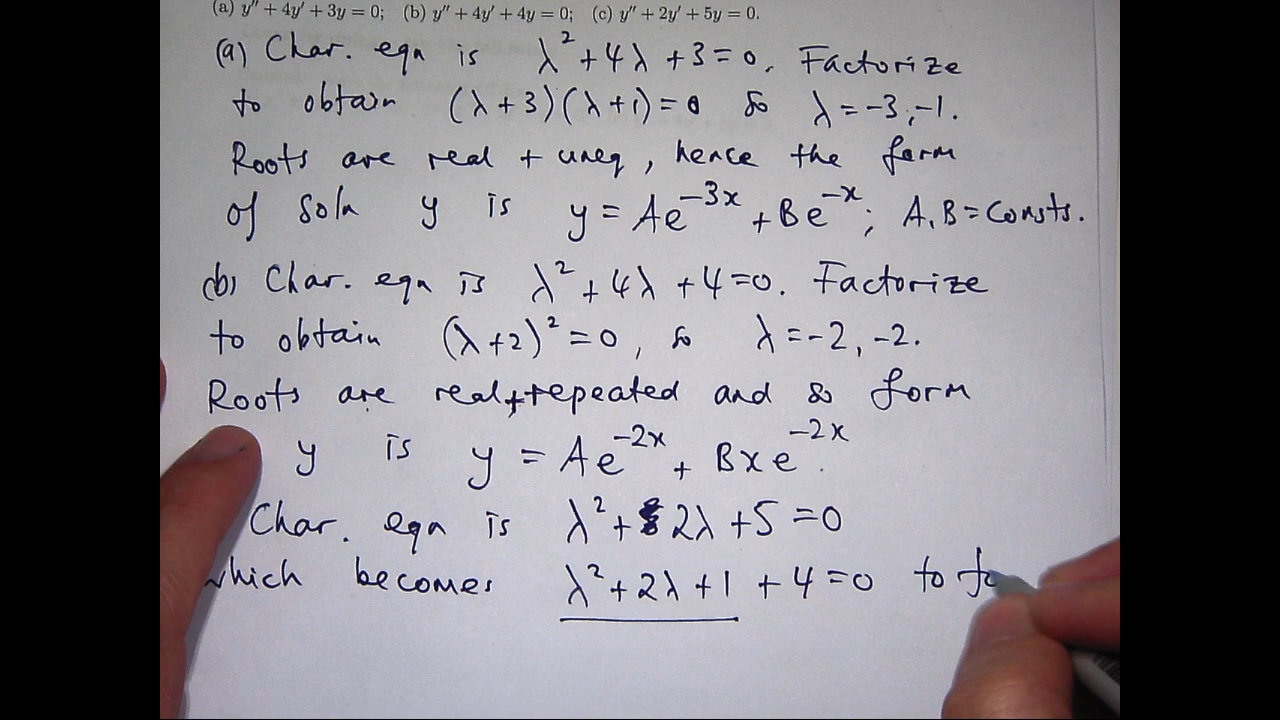 (a) y″ + 4y′ + 3y = 0; (b) y″ + 4y′ + 4y = 0; (c) y″ + 2y′ + 5y = 0.
(a) Char. eqn is λ² + 4λ + 3 = 0. Factorize
to obtain (λ + 3)(λ + 1) = 0 so λ = -3, -1.
Roots are real + uneq, hence the form
of soln y is y = Ae⁻³ˣ + Be⁻ˣ; A, B = consts.
(b) Char. eqn is λ² + 4λ + 4 = 0. Factorize
to obtain (λ + 2)² = 0, so λ = -2, -2.
Roots are real + repeated and so form
y is y = Ae⁻²ˣ + Bxe⁻²ˣ.
Char. eqn is λ² + 2λ + 5 = 0
which becomes λ² + 2λ + 1 + 4 = 0 to